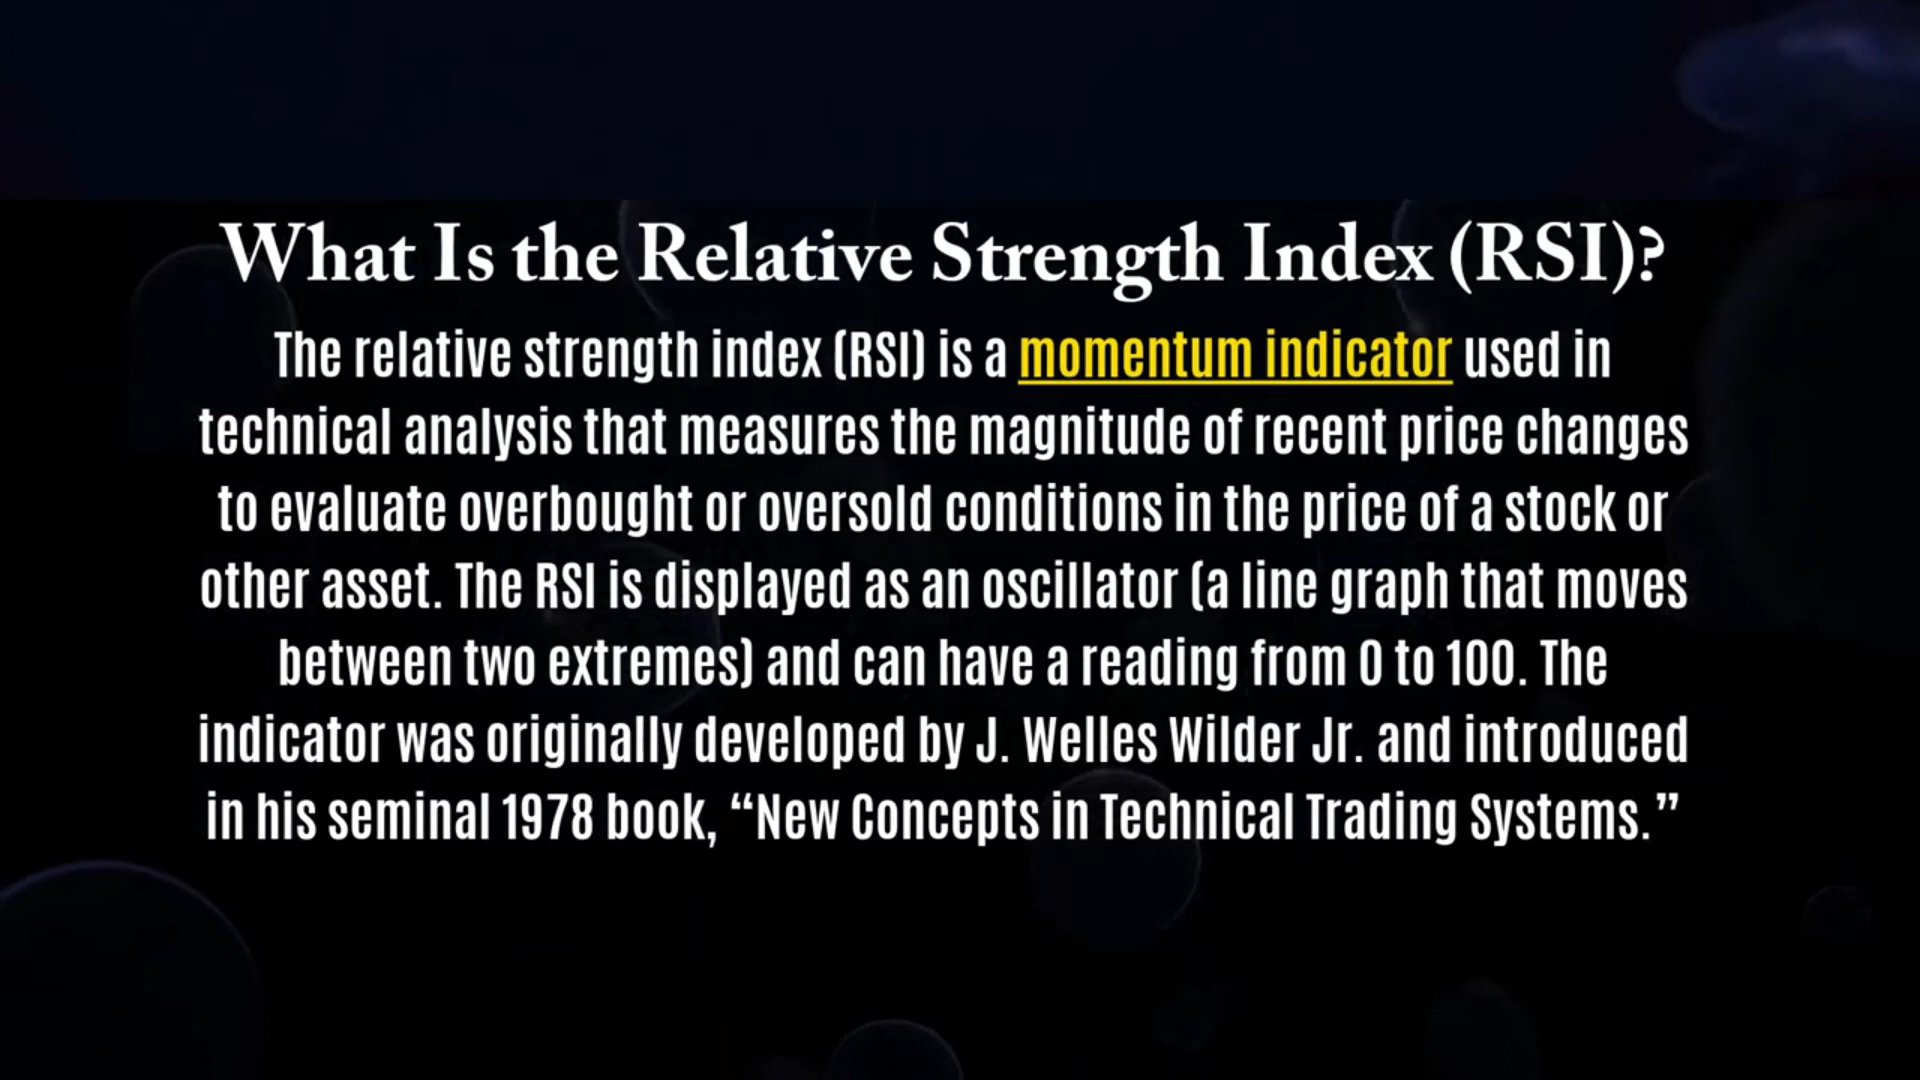 What Is the Relative Strength Index (RSI)?
The relative strength index (RSI) is a momentum indicator used in
technical analysis that measures the magnitude of recent price changes
to evaluate overbought or oversold conditions in the price of a stock or
other asset. The RSI is displayed as an oscillator (a line graph that moves
between two extremes) and can have a reading from 0 to 100. The
indicator was originally developed by J. Welles Wilder Jr. and introduced
in his seminal 1978 book, “New Concepts in Technical Trading Systems.”